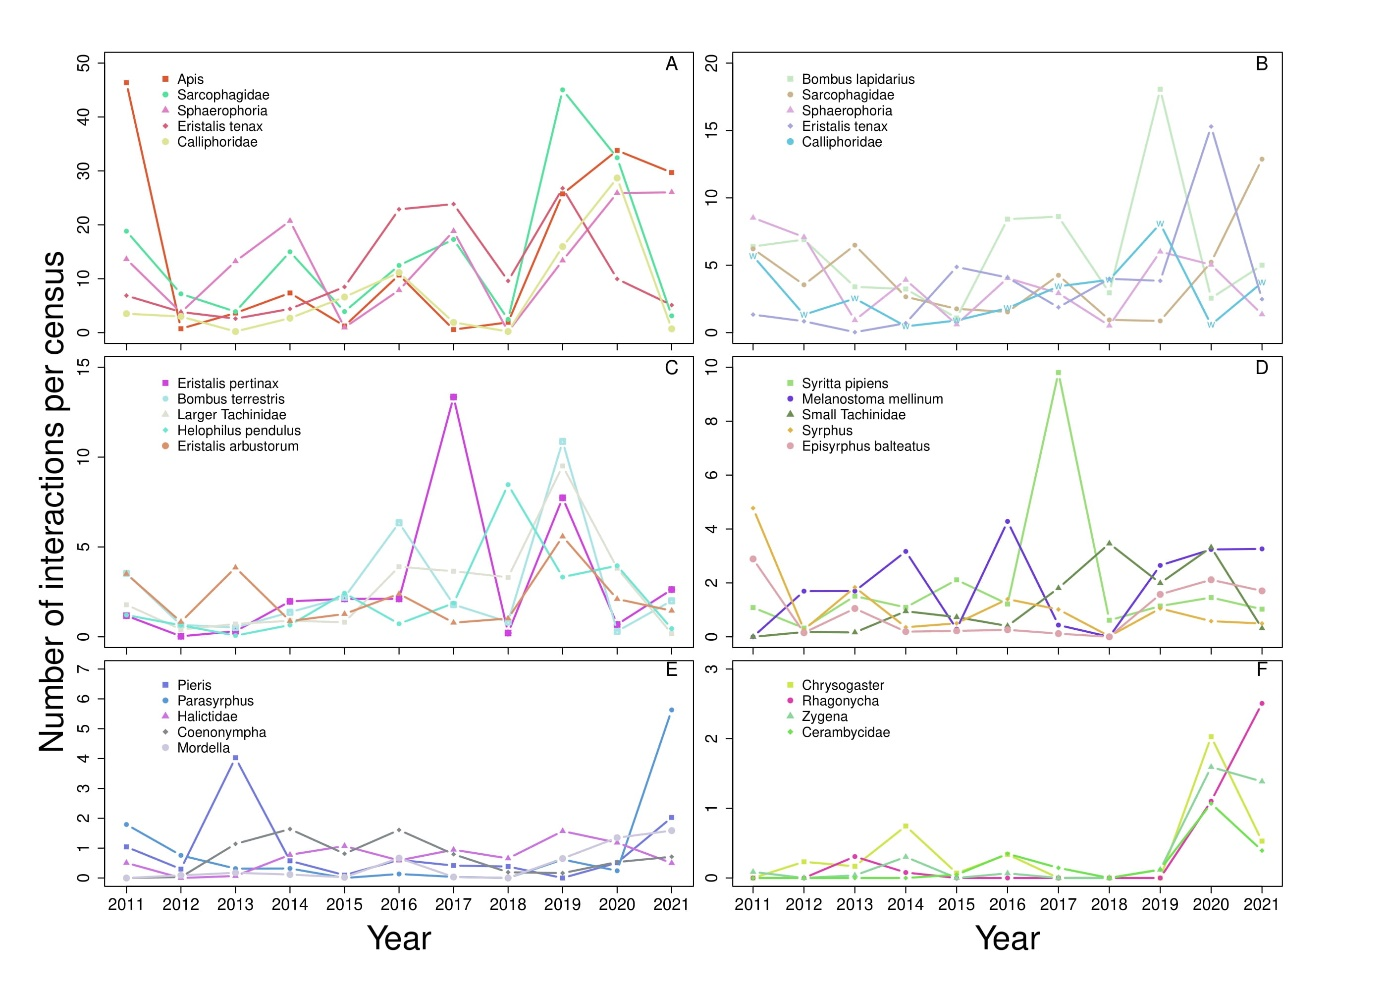 Number of interactions per census
A
50
40
30
20
10
0
Apis
Sarcophagidae
Sphaerophoria
Eristalis tenax
Calliphoridae
B
20
15
10
5
0
Bombus lapidarius
Sarcophagidae
Sphaerophoria
Eristalis tenax
Calliphoridae
w w w w w w w w w w w
C
15
10
5
0
Eristalis pertinax
Bombus terrestris
Larger Tachinidae
Helophilus pendulus
Eristalis arbustorum
D
10
8
6
4
2
0
Syritta pipiens
Melanostoma mellinum
Small Tachinidae
Syrphus
Episyrphus balteatus
E
7
6
5
4
3
2
1
0
Pieris
Parasyrphus
Halictidae
Coenonympha
Mordella
2011 2012 2013 2014 2015 2016 2017 2018 2019 2020 2021
Year
F
3
2
1
0
Chrysogaster
Rhagonycha
Zygena
Cerambycidae
2011 2012 2013 2014 2015 2016 2017 2018 2019 2020 2021
Year